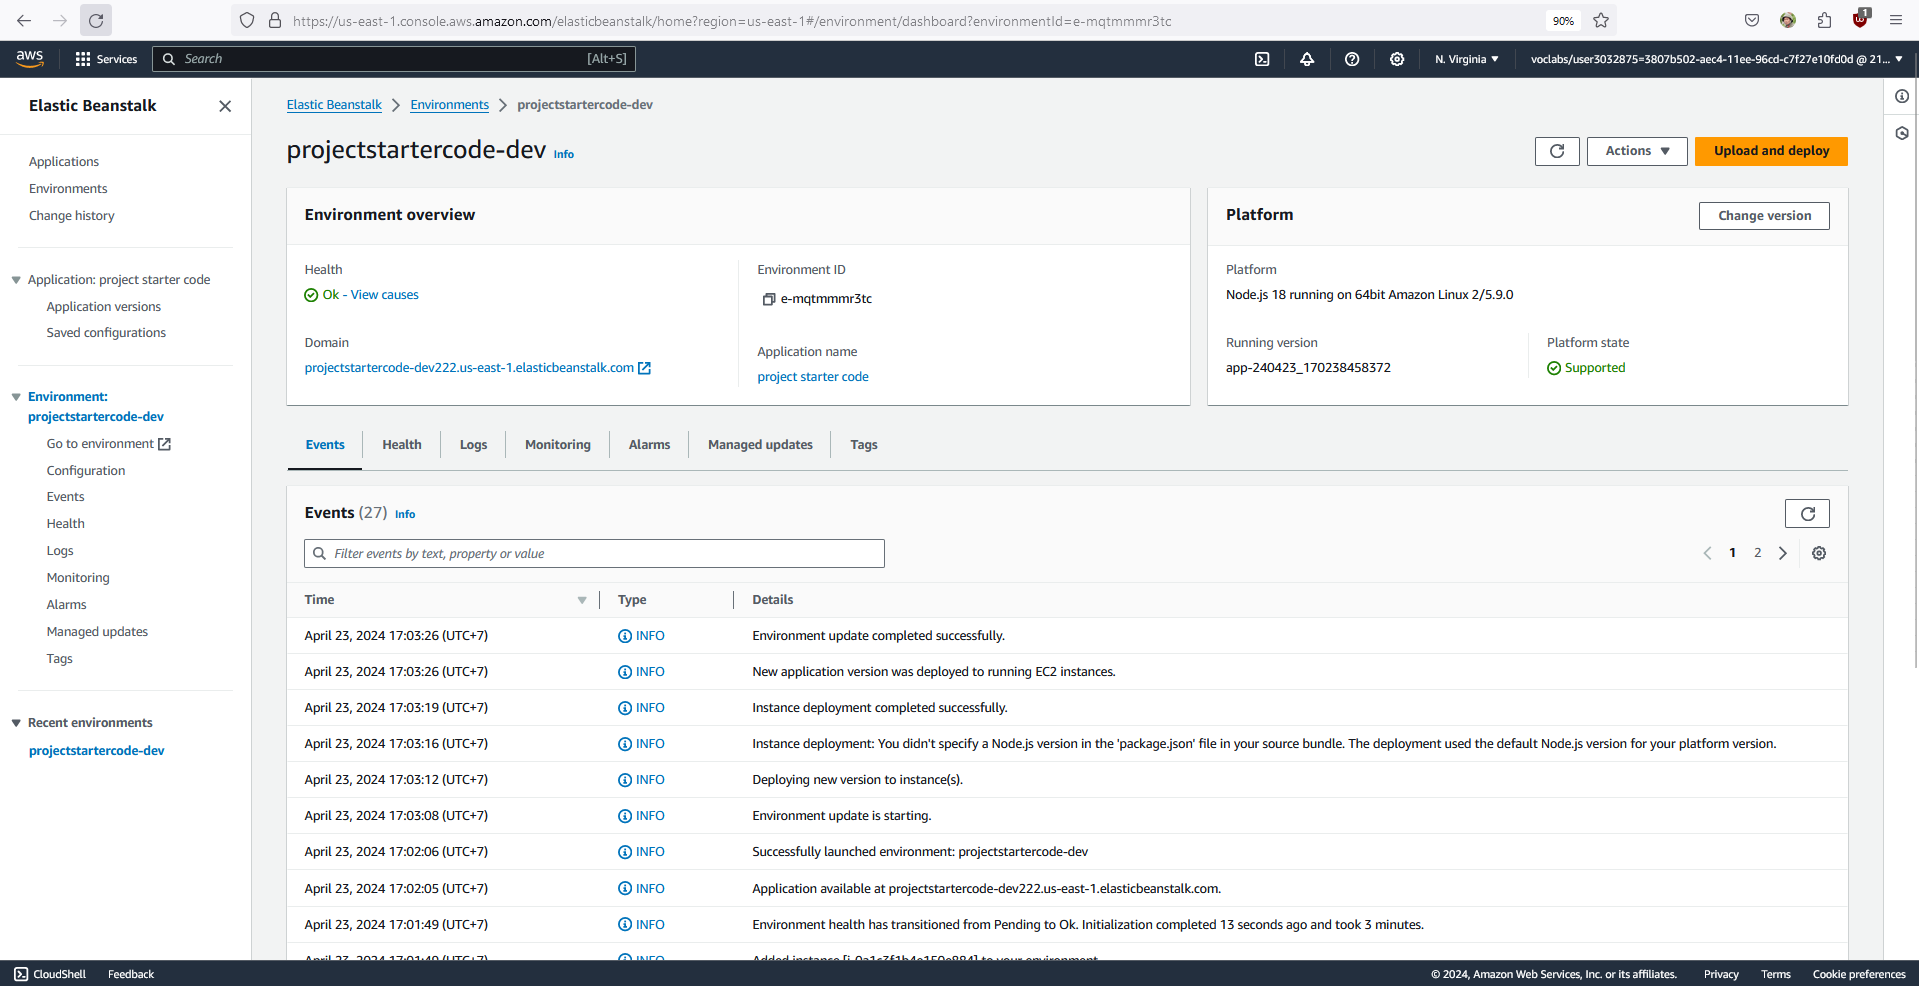 https://us-east-1.console.aws.amazon.com/elasticbeanstalk/home?region=us-east-1#/environment/dashboard?environmentId=e-mqtmmmr3tc
90%
1
aws
Services
Search
[Alt+S]
N. Virginia
voclabs/user3032875=3807b502-aec4-11ee-96cd-c7f27e10fd0d @ 21...
Elastic Beanstalk
Applications
Environments
Change history
Application: project starter code
Application versions
Saved configurations
Environment:
projectstartercode-dev
Go to environment
Configuration
Events
Health
Logs
Monitoring
Alarms
Managed updates
Tags
Recent environments
projectstartercode-dev
Elastic Beanstalk
Environments
projectstartercode-dev
projectstartercode-dev Info
Actions
Upload and deploy
Environment overview
Health
Ok - View causes
Domain
projectstartercode-dev222.us-east-1.elasticbeanstalk.com
Environment ID
e-mqtmmmr3tc
Application name
project starter code
Platform
Change version
Platform
Node.js 18 running on 64bit Amazon Linux 2/5.9.0
Running version
app-240423_170238458372
Platform state
Supported
Events
Health
Logs
Monitoring
Alarms
Managed updates
Tags
Events (27) Info
Filter events by text, property or value
1
2
Time Type Details
April 23, 2024 17:03:26 (UTC+7) INFO Environment update completed successfully.
April 23, 2024 17:03:26 (UTC+7) INFO New application version was deployed to running EC2 instances.
April 23, 2024 17:03:19 (UTC+7) INFO Instance deployment completed successfully.
April 23, 2024 17:03:16 (UTC+7) INFO Instance deployment: You didn't specify a Node.js version in the 'package.json' file in your source bundle. The deployment used the default Node.js version for your platform version.
April 23, 2024 17:03:12 (UTC+7) INFO Deploying new version to instance(s).
April 23, 2024 17:03:08 (UTC+7) INFO Environment update is starting.
April 23, 2024 17:02:06 (UTC+7) INFO Successfully launched environment: projectstartercode-dev
April 23, 2024 17:02:05 (UTC+7) INFO Application available at projectstartercode-dev222.us-east-1.elasticbeanstalk.com.
April 23, 2024 17:01:49 (UTC+7) INFO Environment health has transitioned from Pending to Ok. Initialization completed 13 seconds ago and took 3 minutes.
April 23, 2024 17:01:49 (UTC+7) INFO Added instance to your environment.
CloudShell
Feedback
© 2024, Amazon Web Services, Inc. or its affiliates.
Privacy
Terms
Cookie preferences